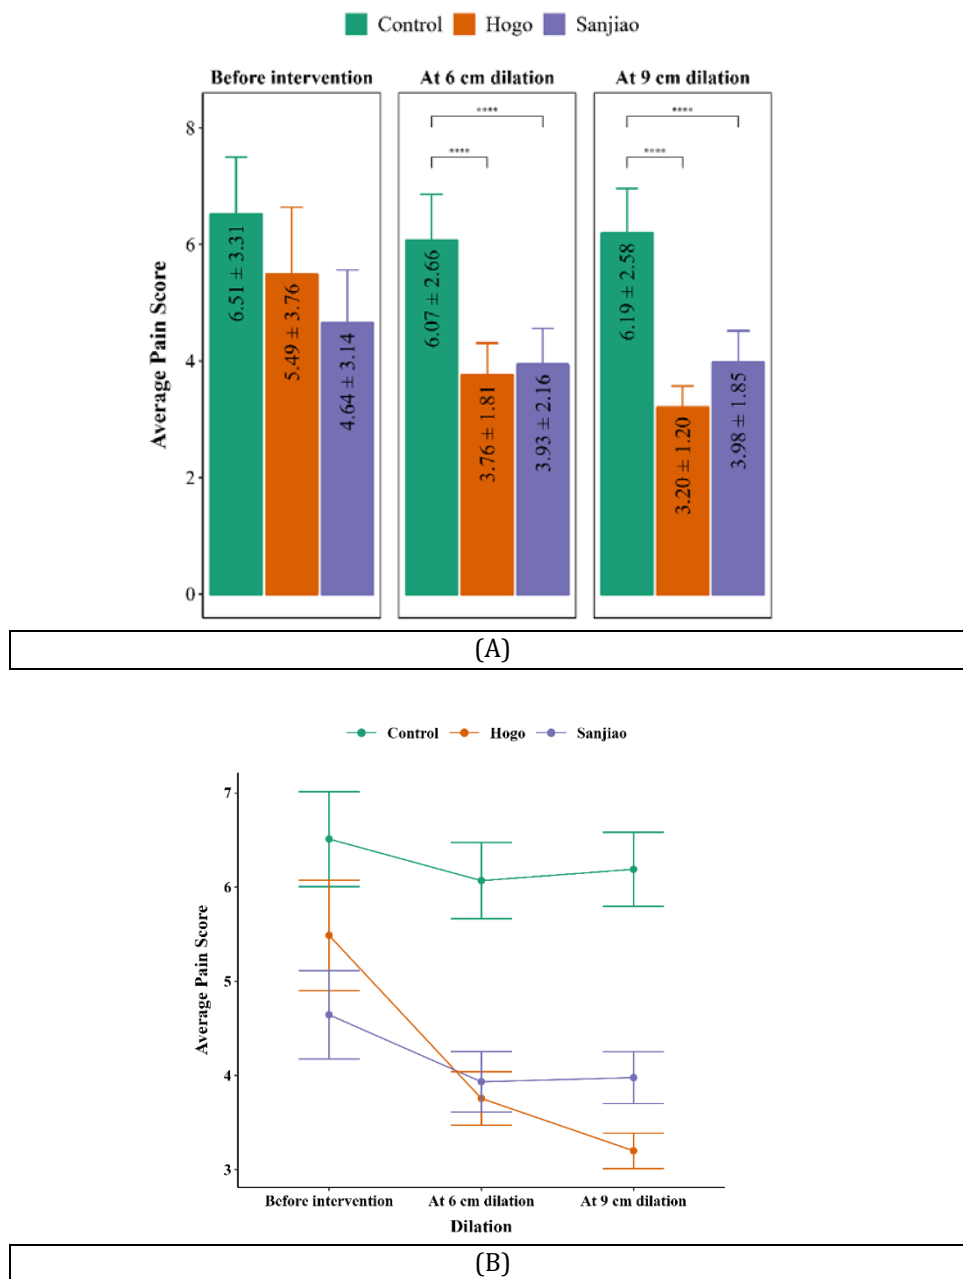 Control Hogo Sanjiao
Before intervention At 6 cm dilation At 9 cm dilation
**** ****
**** ****
8
6
4
2
0
Average Pain Score
6.51 ± 3.31
5.49 ± 3.76
4.64 ± 3.14
6.07 ± 2.66
3.76 ± 1.81
3.93 ± 2.16
6.19 ± 2.58
3.20 ± 1.20
3.98 ± 1.85
(A)
Control Hogo Sanjiao
7
6
5
4
3
Average Pain Score
Before intervention At 6 cm dilation At 9 cm dilation
Dilation
(B)